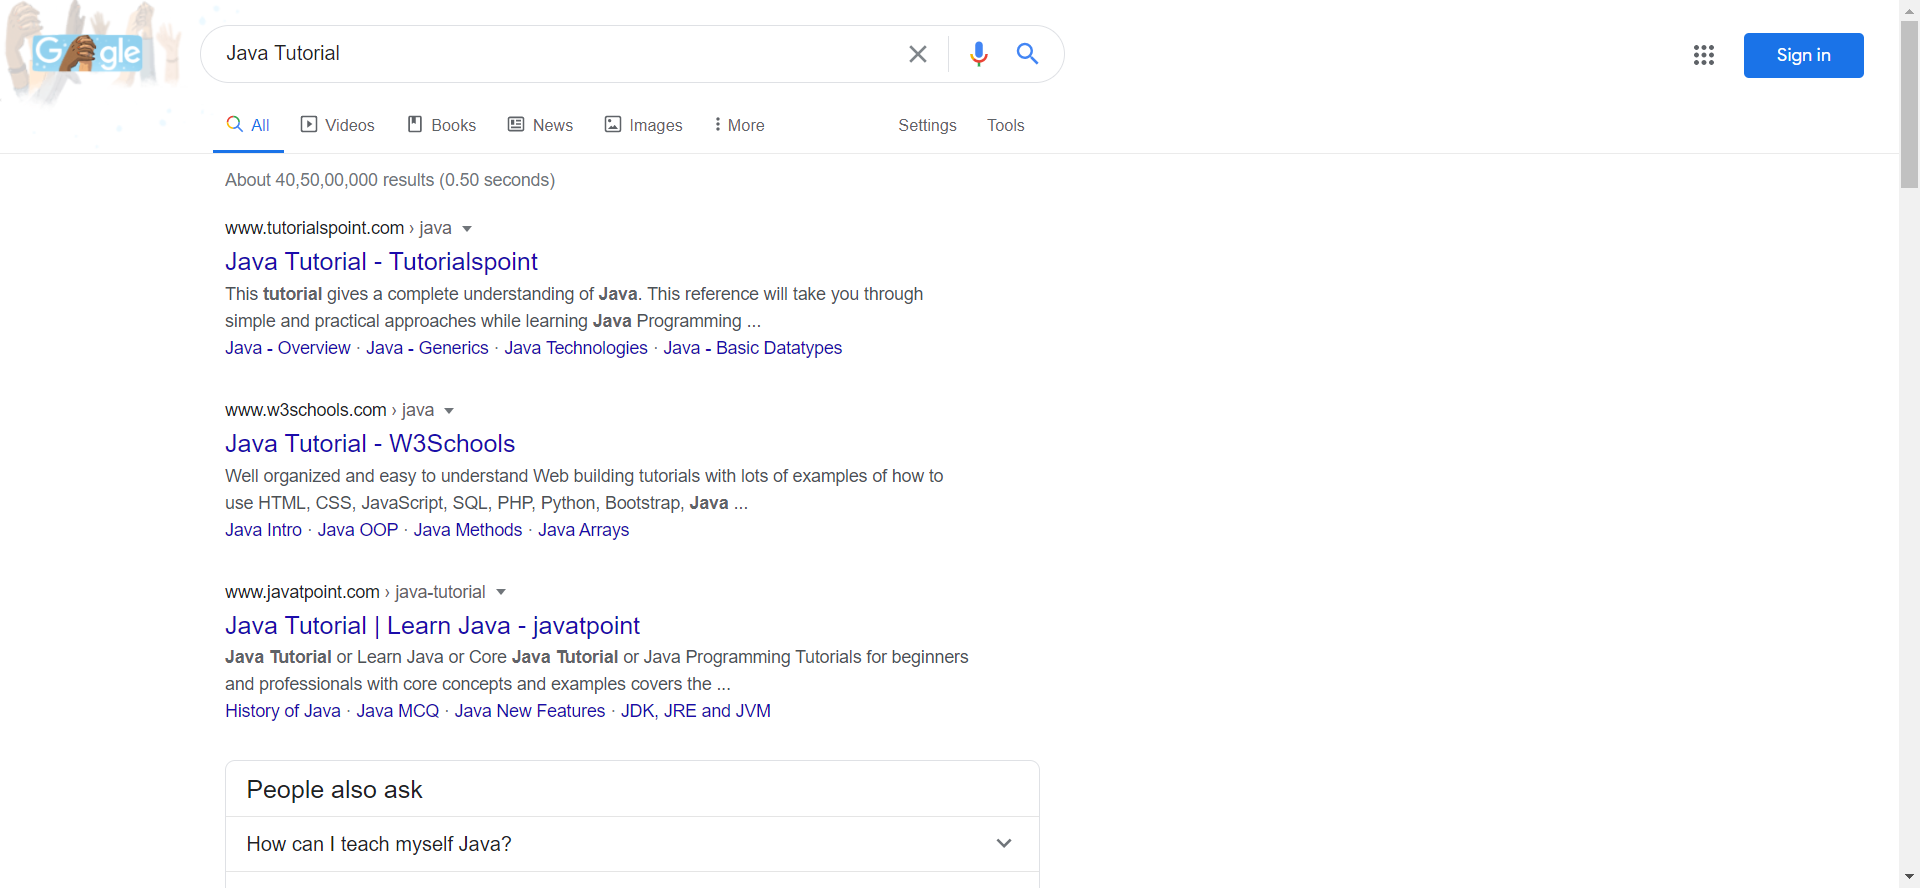 Google
Java Tutorial
Sign in
All Videos Books News Images More Settings Tools
About 40,50,00,000 results (0.50 seconds)
www.tutorialspoint.com › java
Java Tutorial - Tutorialspoint
This tutorial gives a complete understanding of Java. This reference will take you through
simple and practical approaches while learning Java Programming ...
Java - Overview · Java - Generics · Java Technologies · Java - Basic Datatypes
www.w3schools.com › java
Java Tutorial - W3Schools
Well organized and easy to understand Web building tutorials with lots of examples of how to
use HTML, CSS, JavaScript, SQL, PHP, Python, Bootstrap, Java ...
Java Intro · Java OOP · Java Methods · Java Arrays
www.javatpoint.com › java-tutorial
Java Tutorial | Learn Java - javatpoint
Java Tutorial or Learn Java or Core Java Tutorial or Java Programming Tutorials for beginners
and professionals with core concepts and examples covers the ...
History of Java · Java MCQ · Java New Features · JDK, JRE and JVM
People also ask
How can I teach myself Java?